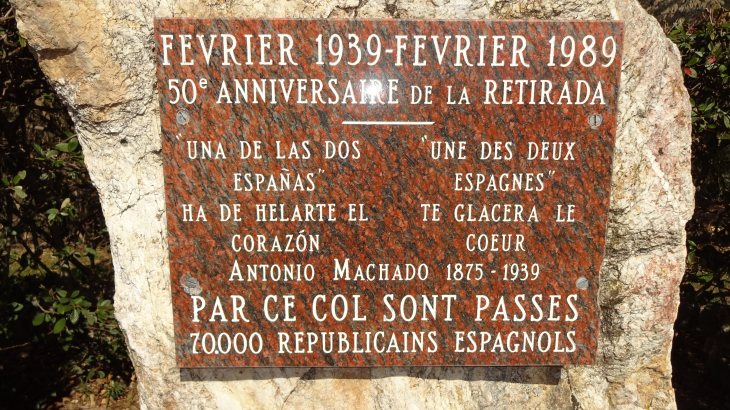 FEVRIER 1939-FEVRIER 1989
50e ANNIVERSAIRE DE LA RETIRADA
"UNA DE LAS DOS
ESPAÑAS"
HA DE HELARTE EL
CORAZÓN
"UNE DES DEUX
ESPAGNES"
TE GLACERA LE
COEUR
ANTONIO MACHADO 1875-1939
PAR CE COL SONT PASSES
70.000 REPUBLICAINS ESPAGNOLS